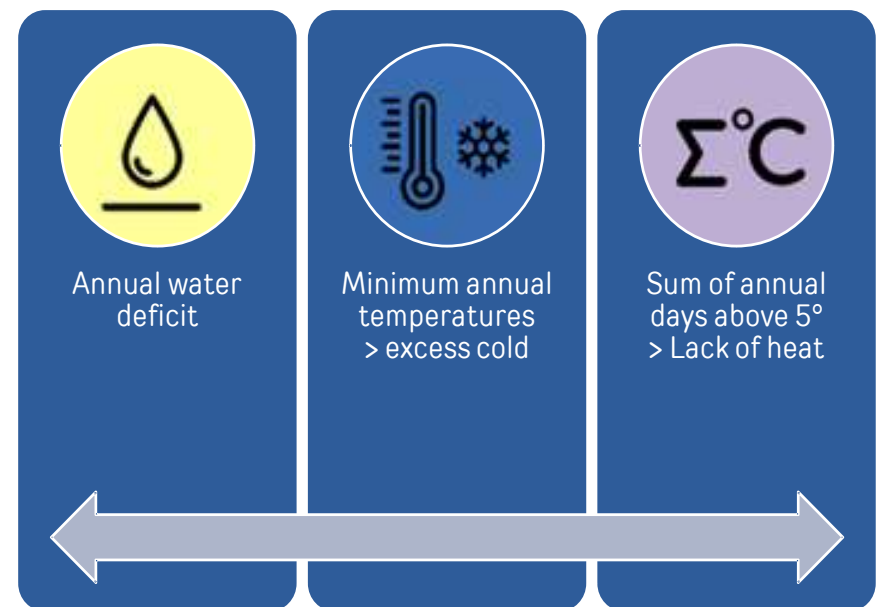 Σ°C
Annual water
deficit
Minimum annual
temperatures
> excess cold
Sum of annual
days above 5°
> Lack of heat